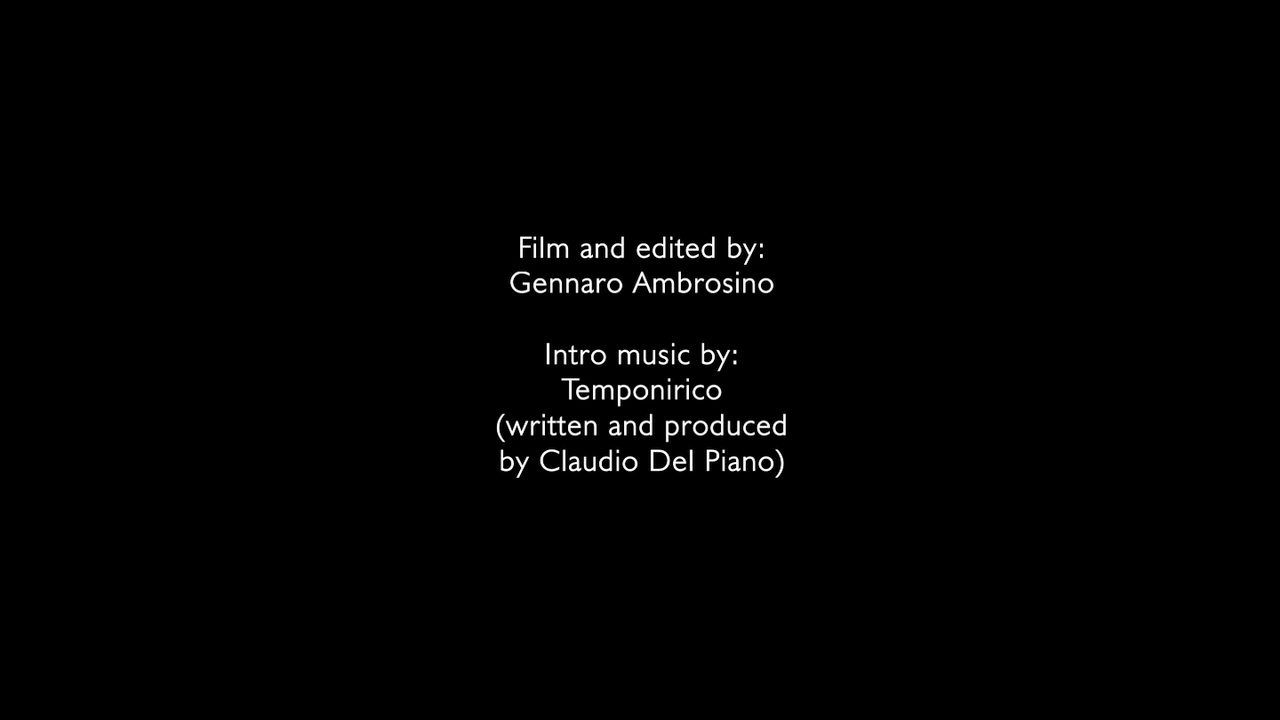 Film and edited by:
Gennaro Ambrosino
Intro music by:
Temponirico
(written and produced
by Claudio Del Piano)